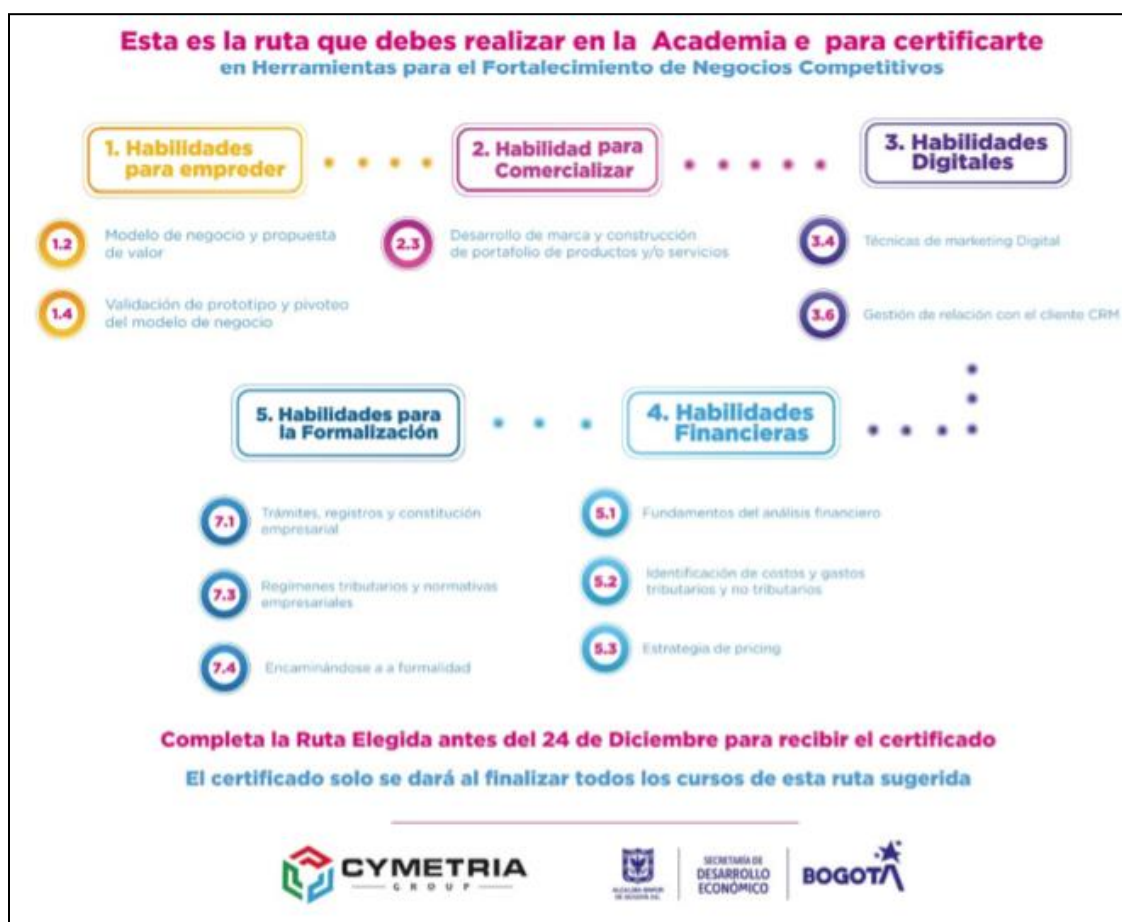 Esta es la ruta que debes realizar en la Academia e para certificarte
en Herramientas para el Fortalecimiento de Negocios Competitivos
1. Habilidades
para empreder
2. Habilidad para
Comercializar
3. Habilidades
Digitales
1.2
Modelo de negocio y propuesta
de valor
1.4
Validación de prototipo y pivoteo
del modelo de negocio
2.3
Desarrollo de marca y construcción
de portafolio de productos y/o servicios
3.4
Técnicas de marketing Digital
3.6
Gestión de relación con el cliente CRM
5. Habilidades para
la Formalización
4. Habilidades
Financieras
7.1
Trámites, registros y constitución
empresarial
7.3
Regímenes tributarios y normativas
empresariales
7.4
Encaminándose a a formalidad
5.1
Fundamentos del análisis financiero
5.2
Identificación de costos y gastos
tributarios y no tributarios
5.3
Estrategia de pricing
Completa la Ruta Elegida antes del 24 de Diciembre para recibir el certificado
El certificado solo se dará al finalizar todos los cursos de esta ruta sugerida
CYMETRIA
GROUP
ALCALDÍA MAYOR
DE BOGOTÁ D.C.
SECRETARÍA DE
DESARROLLO
ECONÓMICO
BOGOTÁ